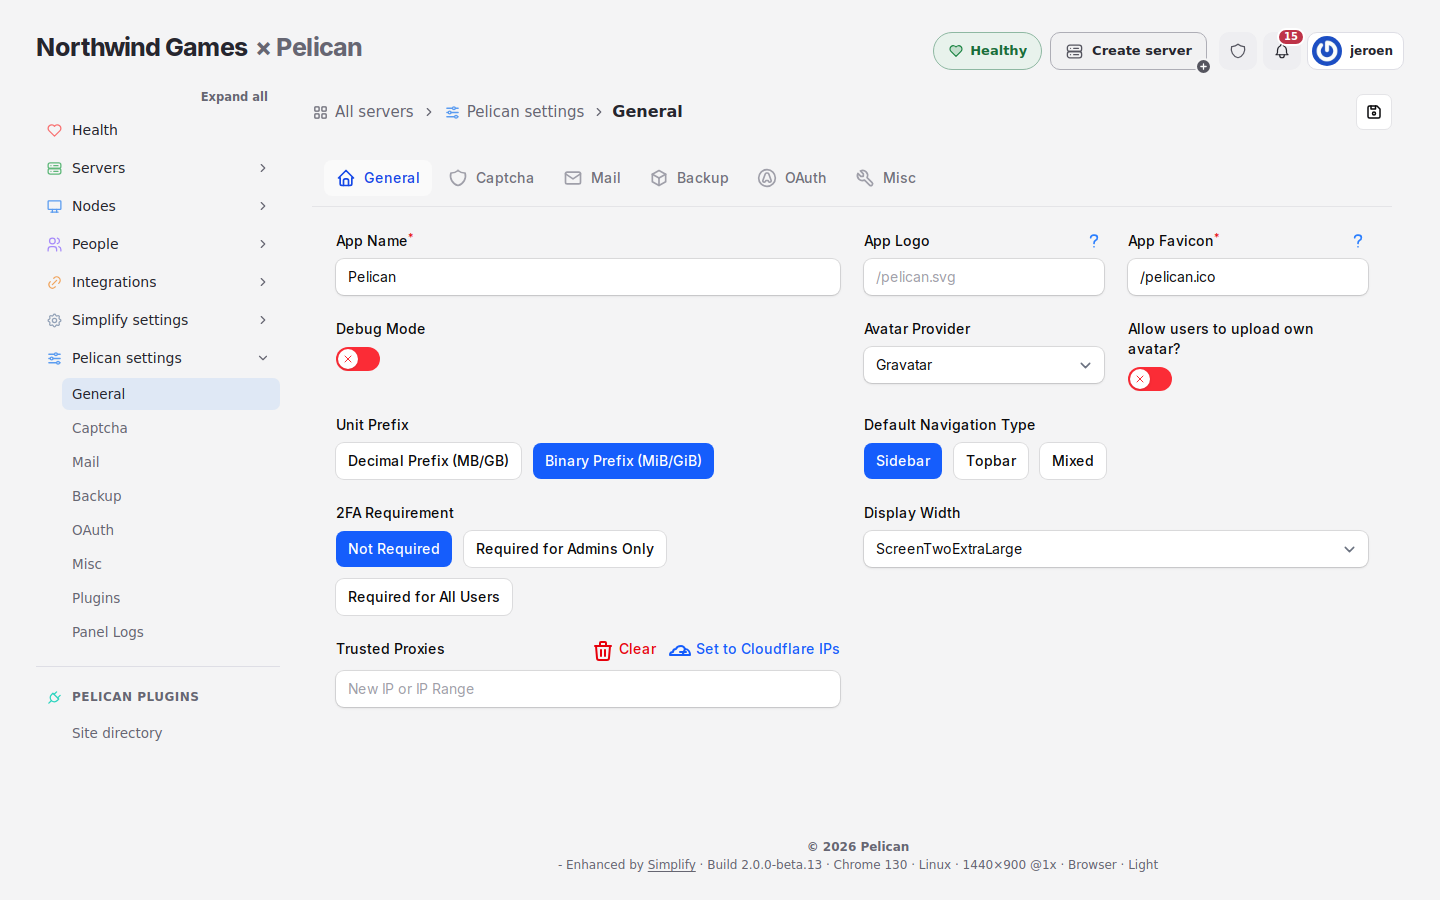 Northwind Games × Pelican
Healthy
Create server
15
jeroen
Expand all
Health
Servers
Nodes
People
Integrations
Simplify settings
Pelican settings
General
Captcha
Mail
Backup
OAuth
Misc
Plugins
Panel Logs
PELICAN PLUGINS
Site directory
All servers > Pelican settings > General
General
Captcha
Mail
Backup
OAuth
Misc
App Name*
Pelican
App Logo
?
/pelican.svg
App Favicon*
?
/pelican.ico
Debug Mode
Avatar Provider
Gravatar
Allow users to upload own
avatar?
Unit Prefix
Decimal Prefix (MB/GB)
Binary Prefix (MiB/GiB)
Default Navigation Type
Sidebar
Topbar
Mixed
2FA Requirement
Not Required
Required for Admins Only
Required for All Users
Display Width
ScreenTwoExtraLarge
Trusted Proxies
Clear
Set to Cloudflare IPs
New IP or IP Range
© 2026 Pelican
- Enhanced by Simplify · Build 2.0.0-beta.13 · Chrome 130 · Linux · 1440×900 @1x · Browser · Light